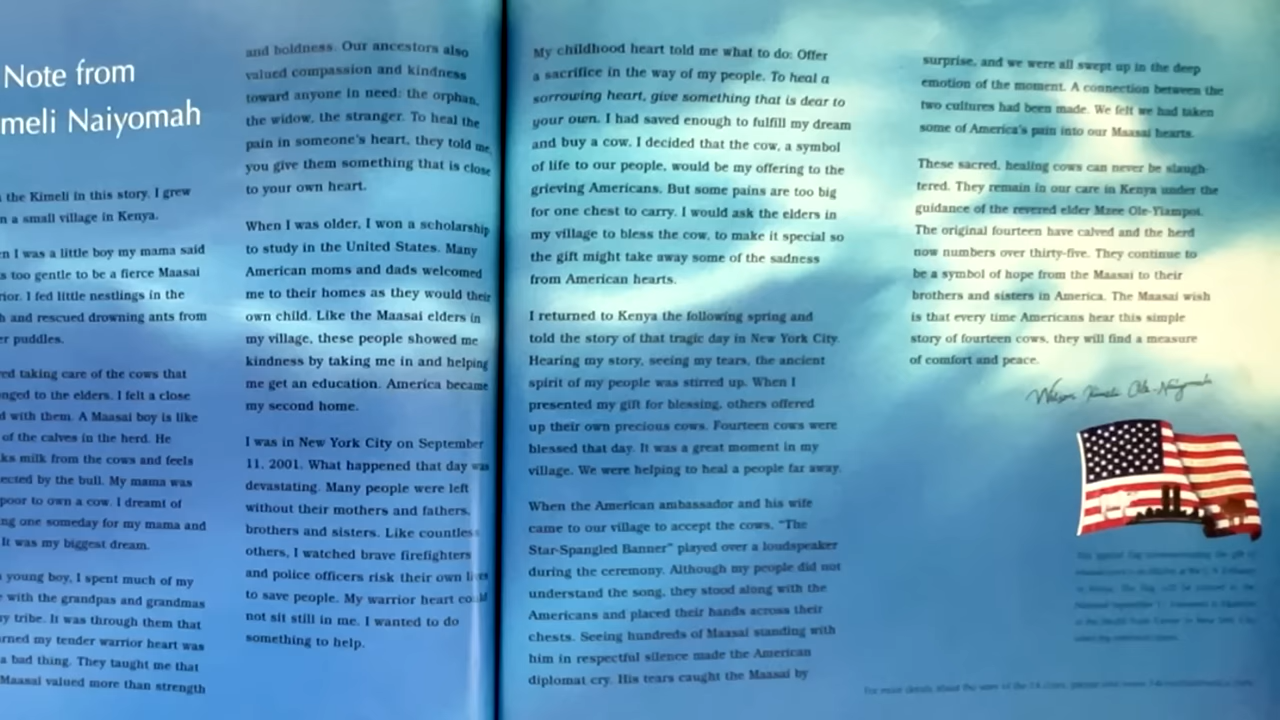 Note from
meli Naiyomah
the Kimeli in this story. I grew
n a small village in Kenya.
n I was a little boy my mama said
s too gentle to be a fierce Maasai
rior. I fed little nestlings in the
h and rescued drowning ants from
er puddles.
ed taking care of the cows that
nged to the elders. I felt a close
d with them. A Maasai boy is like
of the calves in the herd. He
ks milk from the cows and feels
ected by the bull. My mama was
poor to own a cow. I dreamt of
ng one someday for my mama and
It was my biggest dream.
young boy, I spent much of my
e with the grandpas and grandmas
y tribe. It was through them that
rned my tender warrior heart was
a bad thing. They taught me that
Maasai valued more than strength
and boldness. Our ancestors also
valued compassion and kindness
toward anyone in need: the orphan,
the widow, the stranger. To heal the
pain in someone's heart, they told me,
you give them something that is close
to your own heart.
When I was older, I won a scholarship
to study in the United States. Many
American moms and dads welcomed
me to their homes as they would their
own child. Like the Maasai elders in
my village, these people showed me
kindness by taking me in and helping
me get an education. America became
my second home.
I was in New York City on September
11, 2001. What happened that day was
devastating. Many people were left
without their mothers and fathers,
brothers and sisters. Like countless
others, I watched brave firefighters
and police officers risk their own lives
to save people. My warrior heart could
not sit still in me. I wanted to do
something to help.
My childhood heart told me what to do: Offer
a sacrifice in the way of my people. To heal a
sorrowing heart, give something that is dear to
your own. I had saved enough to fulfill my dream
and buy a cow. I decided that the cow, a symbol
of life to our people, would be my offering to the
grieving Americans. But some pains are too big
for one chest to carry. I would ask the elders in
my village to bless the cow, to make it special so
the gift might take away some of the sadness
from American hearts.
I returned to Kenya the following spring and
told the story of that tragic day in New York City.
Hearing my story, seeing my tears, the ancient
spirit of my people was stirred up. When I
presented my gift for blessing, others offered
up their own precious cows. Fourteen cows were
blessed that day. It was a great moment in my
village. We were helping to heal a people far away.
When the American ambassador and his wife
came to our village to accept the cows, "The
Star-Spangled Banner" played over a loudspeaker
during the ceremony. Although my people did not
understand the song, they stood along with the
Americans and placed their hands across their
chests. Seeing hundreds of Maasai standing with
him in respectful silence made the American
diplomat cry. His tears caught the Maasai by
surprise, and we were all swept up in the deep
emotion of the moment. A connection between the
two cultures had been made. We felt we had taken
some of America's pain into our Maasai hearts.
These sacred, healing cows can never be slaugh-
tered. They remain in our care in Kenya under the
guidance of the revered elder Mzee Ole-Yiampoi.
The original fourteen have calved and the herd
now numbers over thirty-five. They continue to
be a symbol of hope from the Maasai to their
brothers and sisters in America. The Maasai wish
is that every time Americans hear this simple
story of fourteen cows, they will find a measure
of comfort and peace.
Wilson Kimeli Ole-Naiyomah